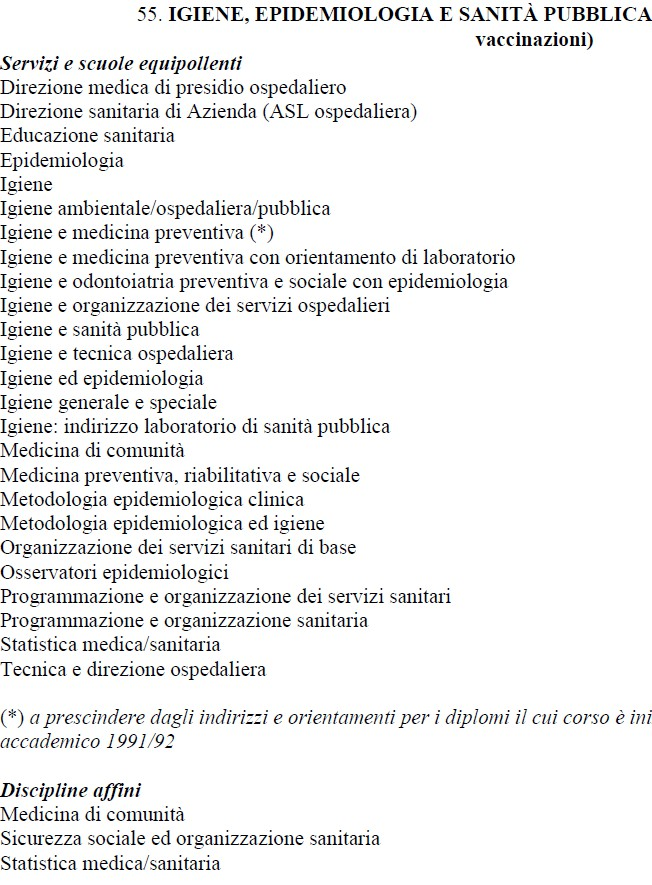 55. IGIENE, EPIDEMIOLOGIA E SANITÀ PUBBLICA
vaccinazioni)
Servizi e scuole equipollenti
Direzione medica di presidio ospedaliero
Direzione sanitaria di Azienda (ASL ospedaliera)
Educazione sanitaria
Epidemiologia
Igiene
Igiene ambientale/ospedaliera/pubblica
Igiene e medicina preventiva (*)
Igiene e medicina preventiva con orientamento di laboratorio
Igiene e odontoiatria preventiva e sociale con epidemiologia
Igiene e organizzazione dei servizi ospedalieri
Igiene e sanità pubblica
Igiene e tecnica ospedaliera
Igiene ed epidemiologia
Igiene generale e speciale
Igiene: indirizzo laboratorio di sanità pubblica
Medicina di comunità
Medicina preventiva, riabilitativa e sociale
Metodologia epidemiologica clinica
Metodologia epidemiologica ed igiene
Organizzazione dei servizi sanitari di base
Osservatori epidemiologici
Programmazione e organizzazione dei servizi sanitari
Programmazione e organizzazione sanitaria
Statistica medica/sanitaria
Tecnica e direzione ospedaliera
(*) a prescindere dagli indirizzi e orientamenti per i diplomi il cui corso è ini
accademico 1991/92
Discipline affini
Medicina di comunità
Sicurezza sociale ed organizzazione sanitaria
Statistica medica/sanitaria